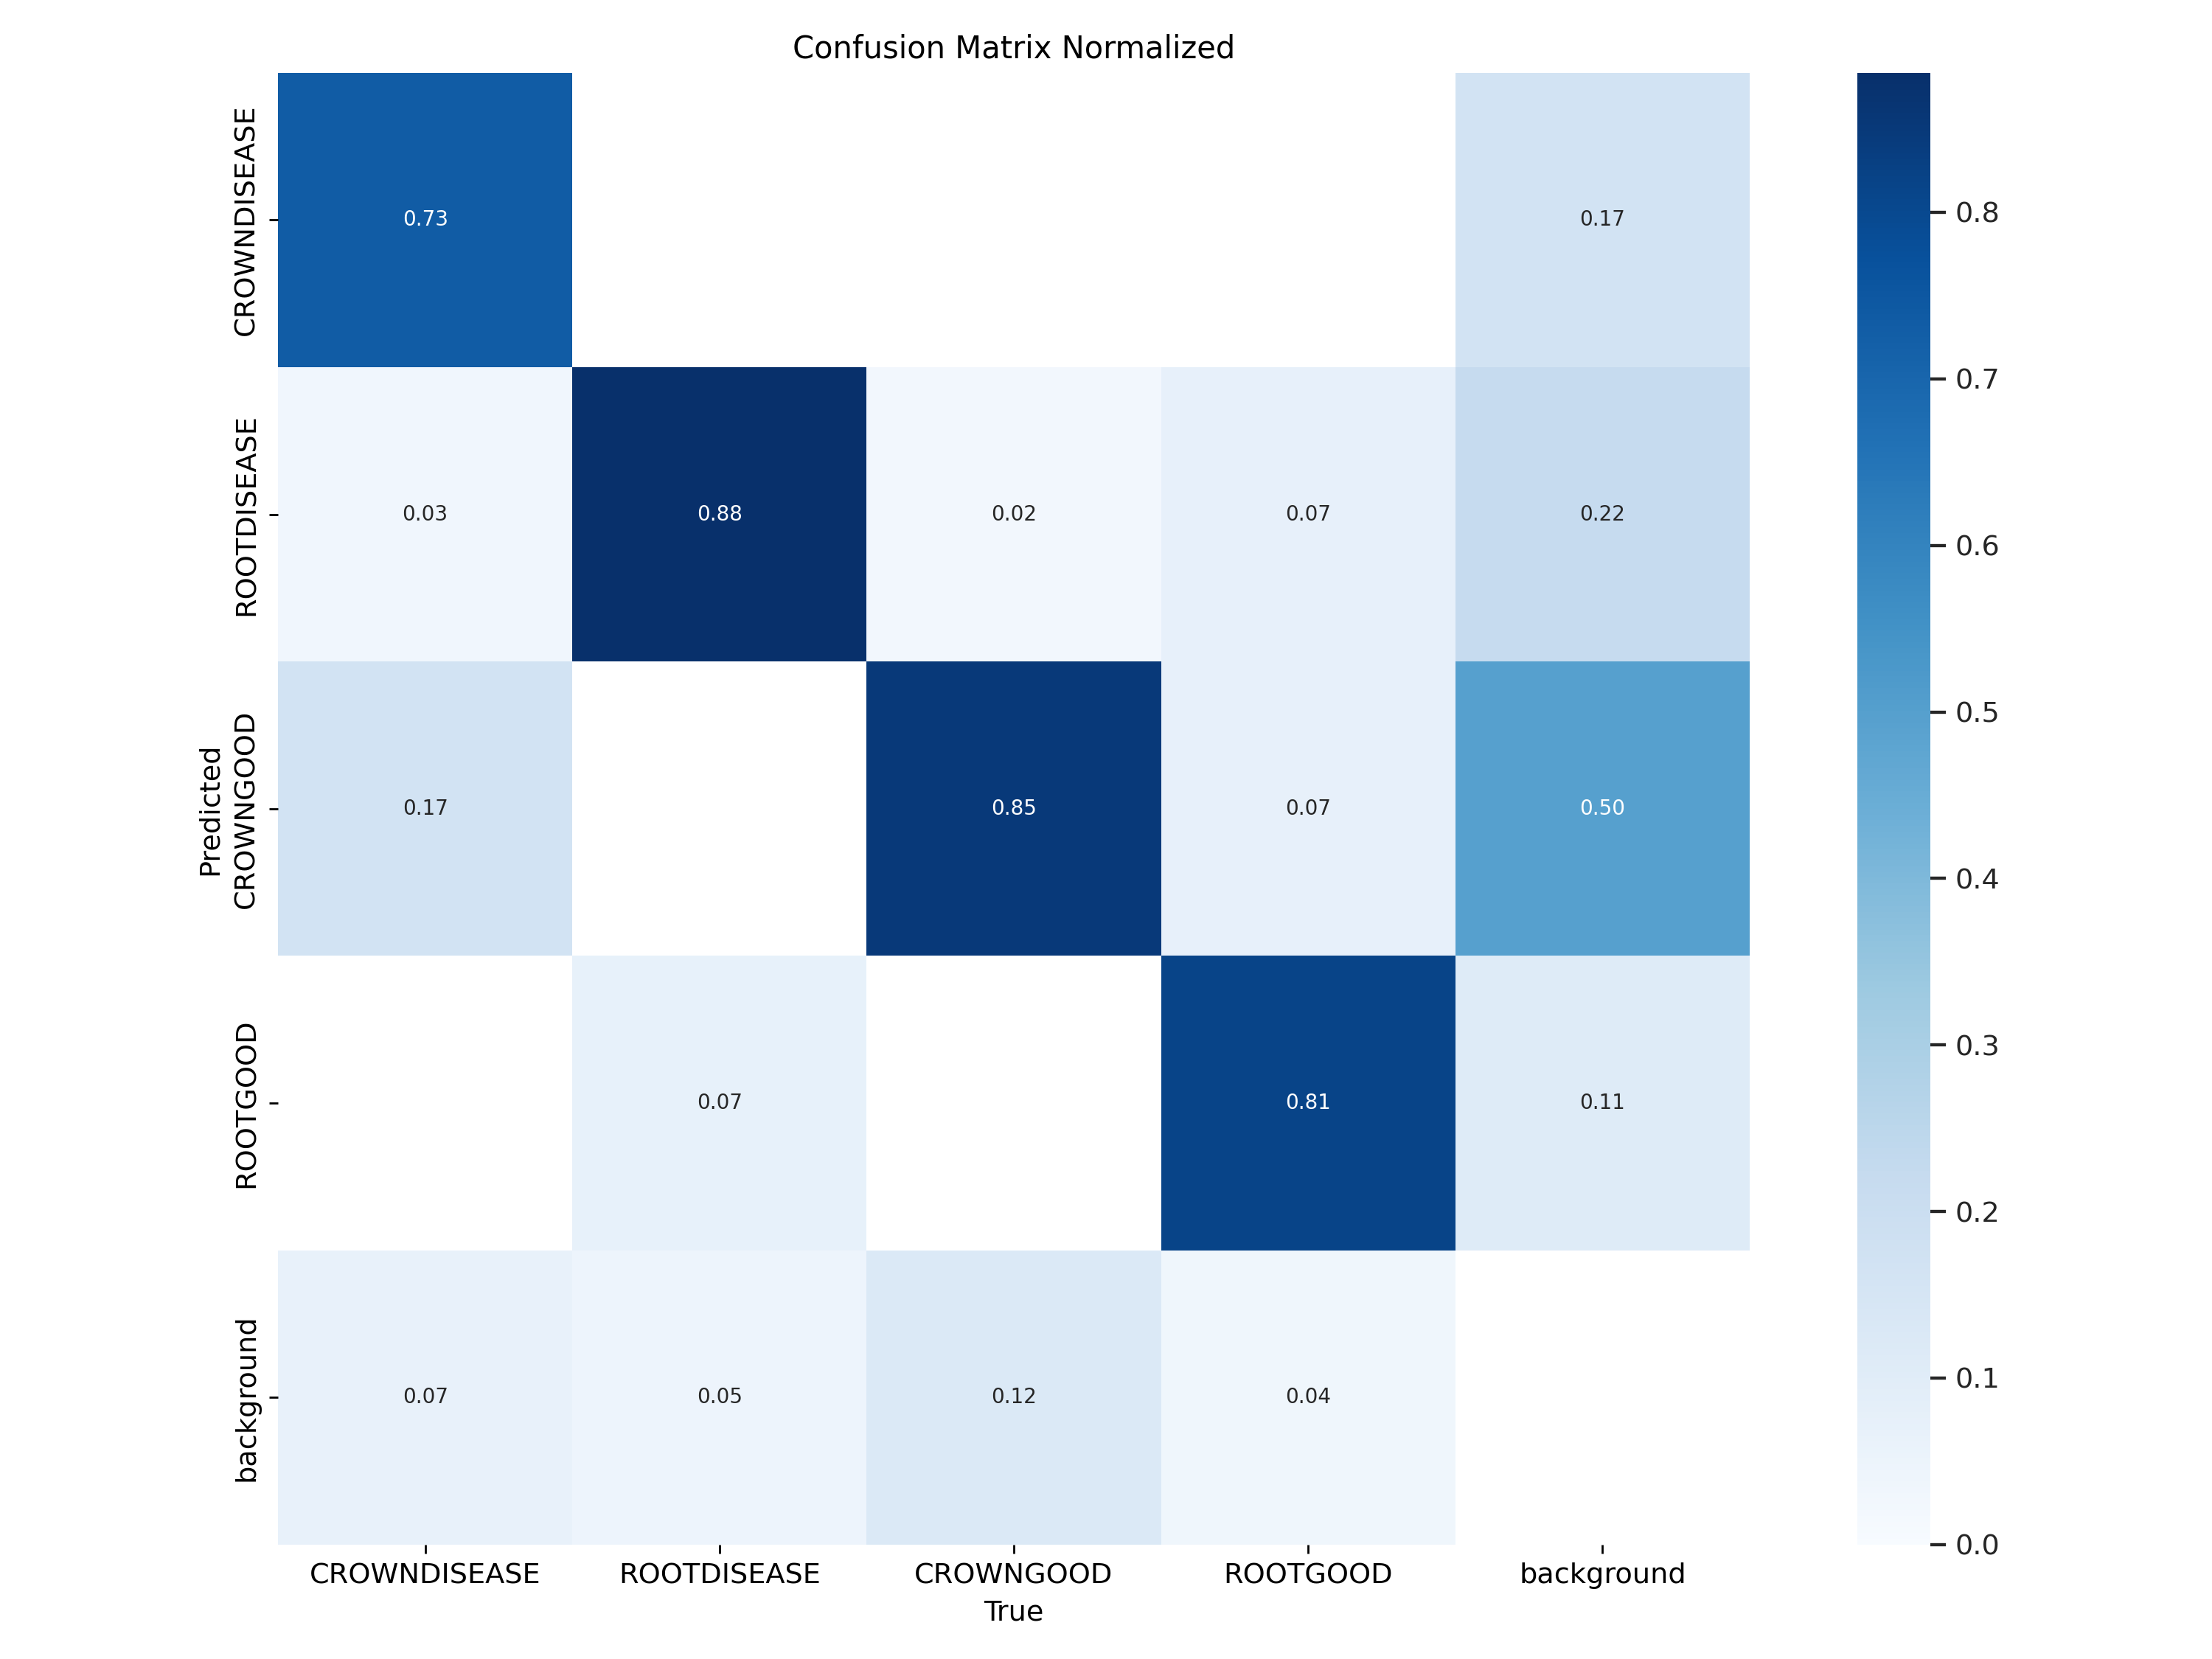 Confusion Matrix Normalized
CROWNDISEASE
0.73
0.17
0.8
0.7
ROOTDISEASE
0.03
0.88
0.02
0.07
0.22
0.6
0.5
Predicted
CROWNGOOD
0.17
0.85
0.07
0.50
0.4
0.3
ROOTGOOD
0.07
0.81
0.11
0.2
0.1
background
0.07
0.05
0.12
0.04
0.0
CROWNDISEASE
ROOTDISEASE
CROWNGOOD
ROOTGOOD
background
True